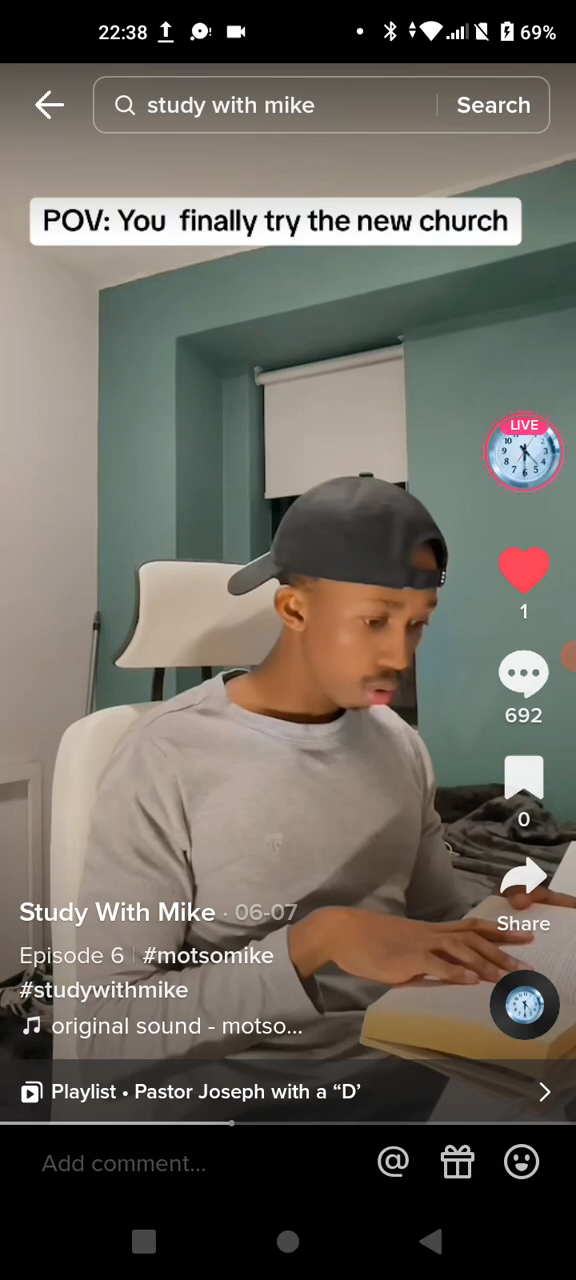 22:38
69%
study with mike
Search
POV: You finally try the new church
LIVE
1
692
0
Share
Study With Mike · 06-07
Episode 6 | #motsomike
#studywithmike
original sound - motso...
Playlist • Pastor Joseph with a “D’
Add comment...